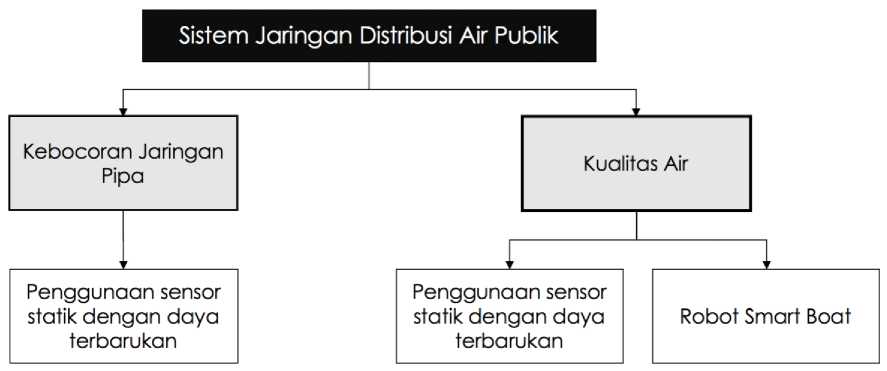 Sistem Jaringan Distribusi Air Publik
Kebocoran Jaringan
Pipa
Kualitas Air
Penggunaan sensor
statik dengan daya
terbarukan
Penggunaan sensor
statik dengan daya
terbarukan
Robot Smart Boat